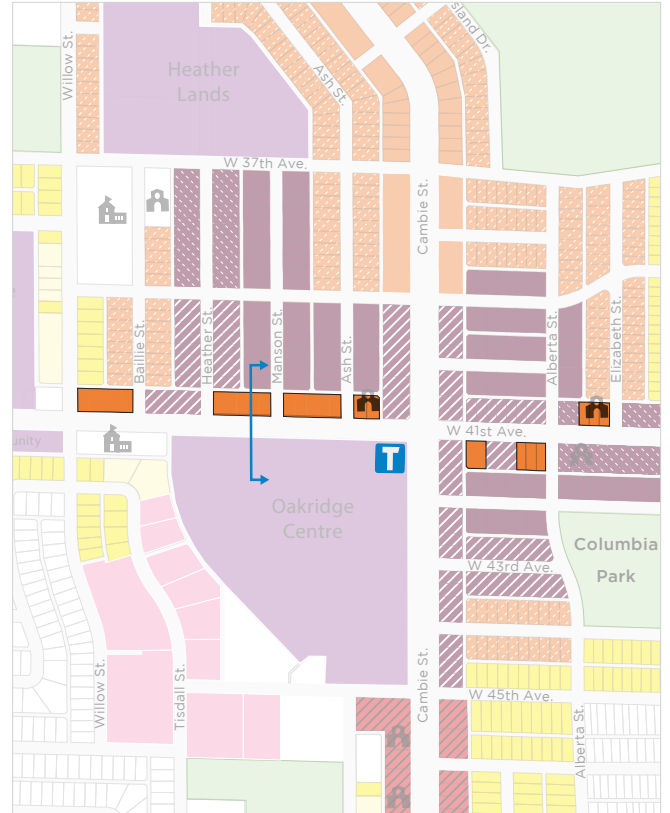 Willow St.
Heather
Lands
Ash St.
W 37th Ave.
Cambie St.
Baillie St.
Heather St.
Manson St.
Ash St.
Alberta St.
Elizabeth St.
W 41st Ave.
T
Oakridge
Centre
Columbia
Park
W 43rd Ave.
Willow St.
Tisdall St.
Cambie St.
W 45th Ave.
Alberta St.